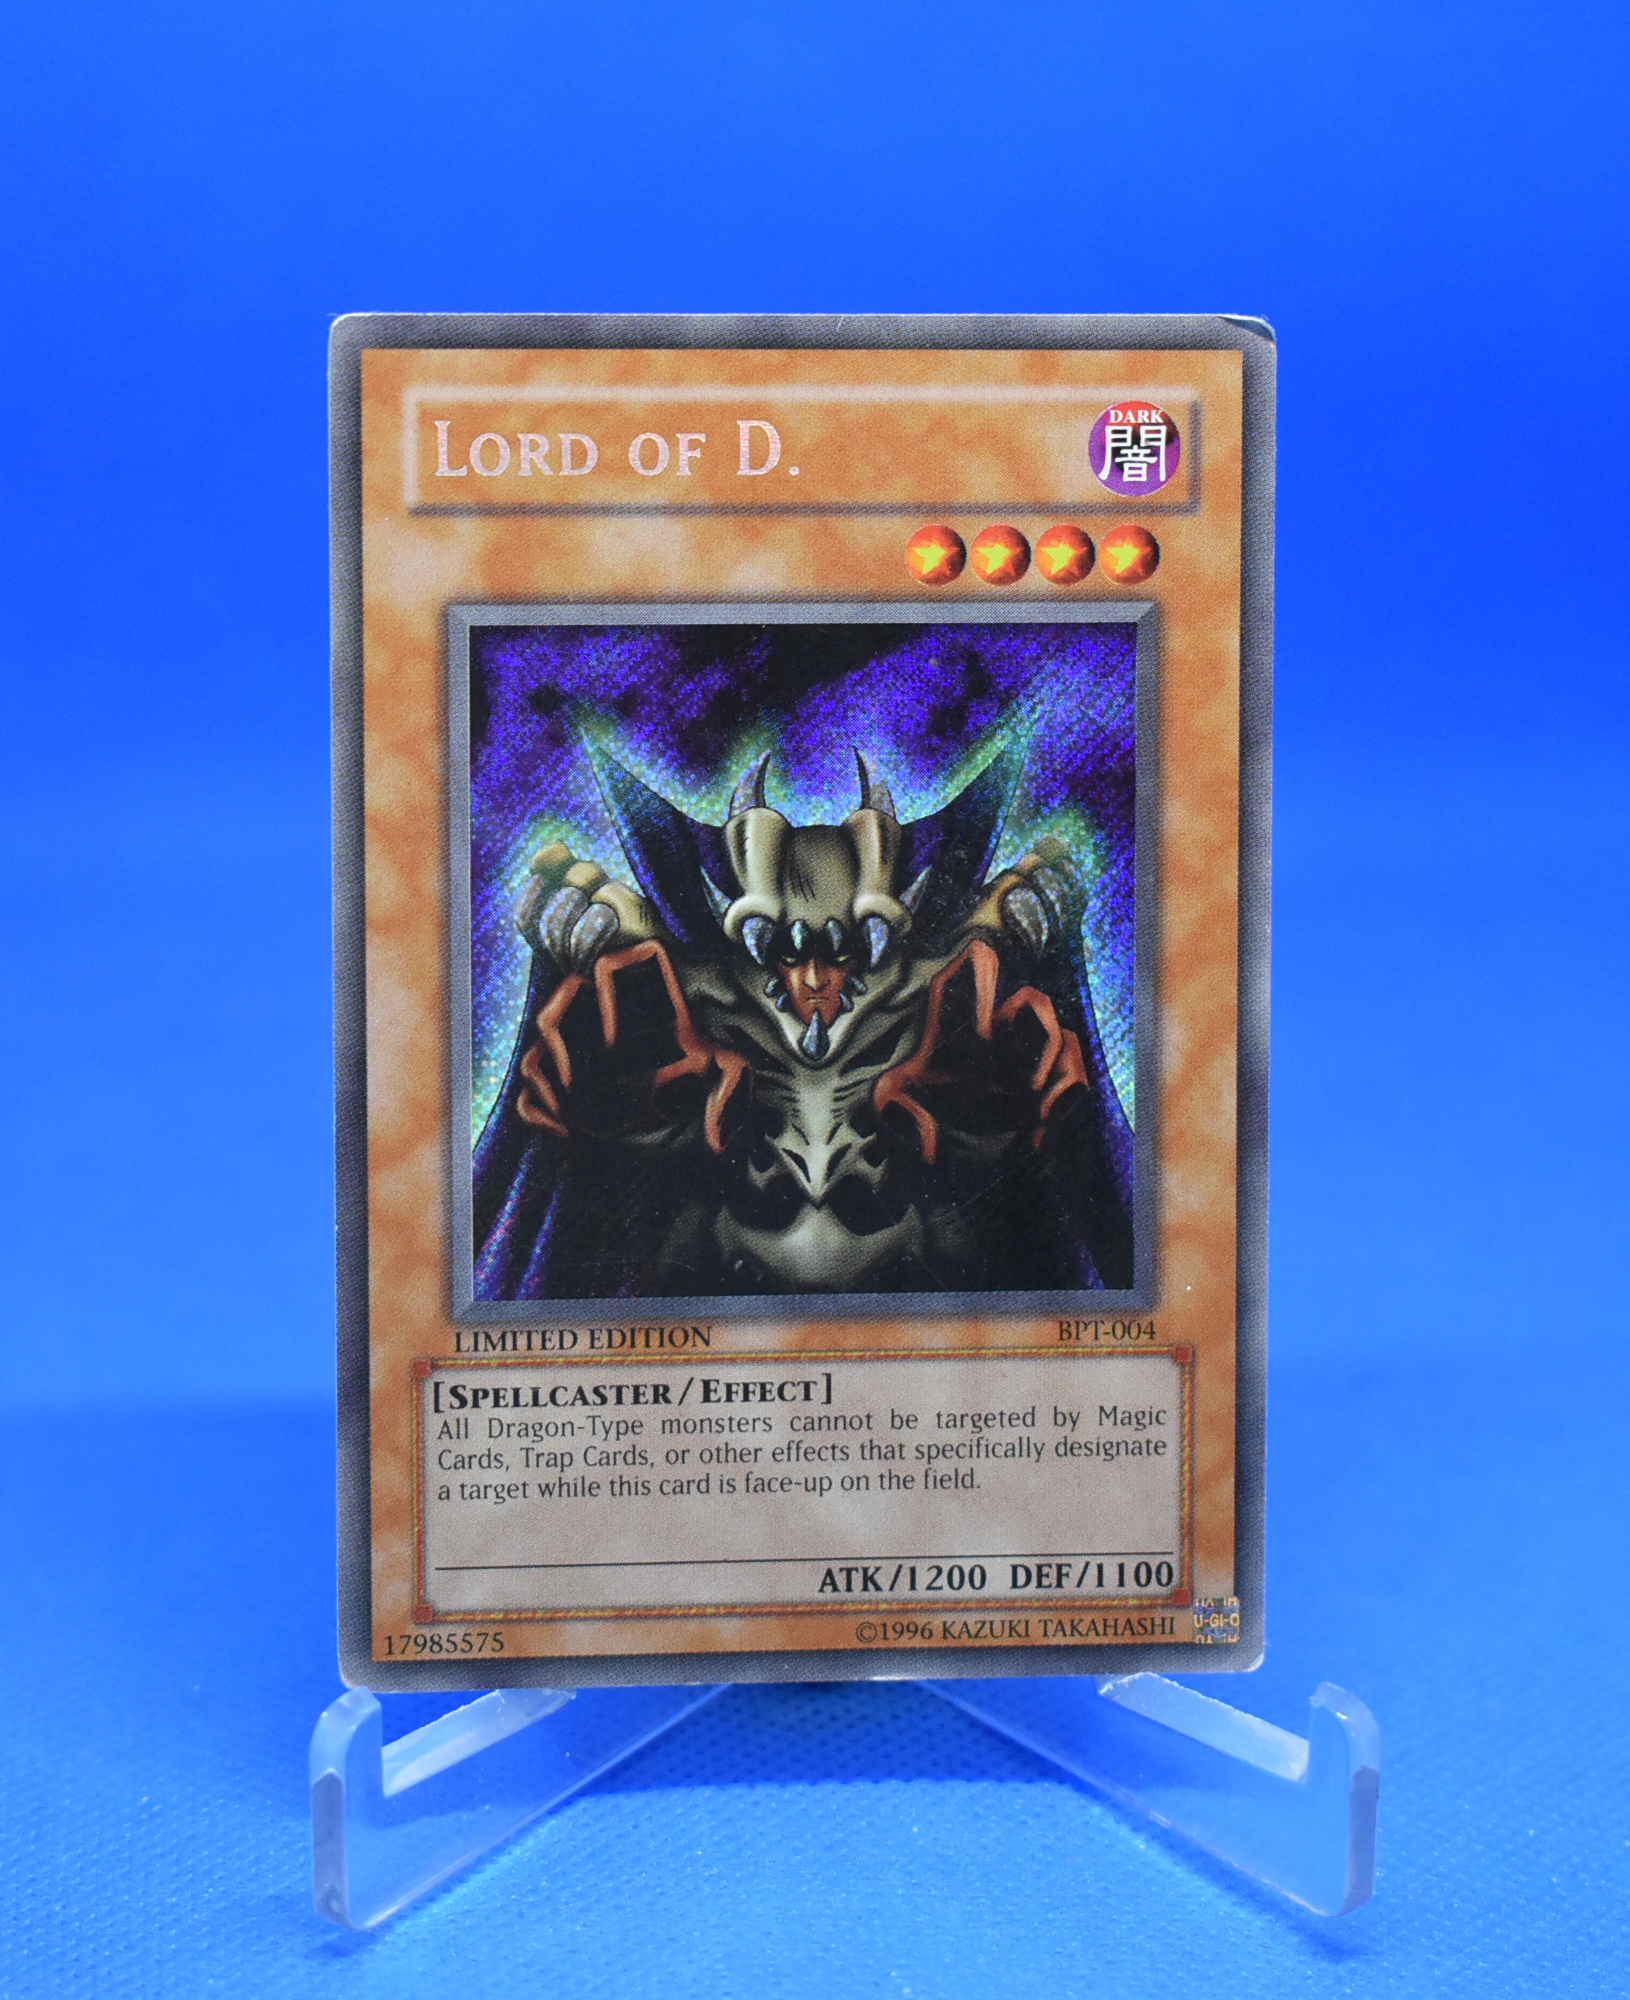 LORD OF D.
DARK
闇
LIMITED EDITION
BPT-004
[SPELLCASTER/EFFECT]
All Dragon-Type monsters cannot be targeted by Magic
Cards, Trap Cards, or other effects that specifically designate
a target while this card is face-up on the field.
ATK/1200 DEF/1100
17985575
©1996 KAZUKI TAKAHASHI
U-GI-O